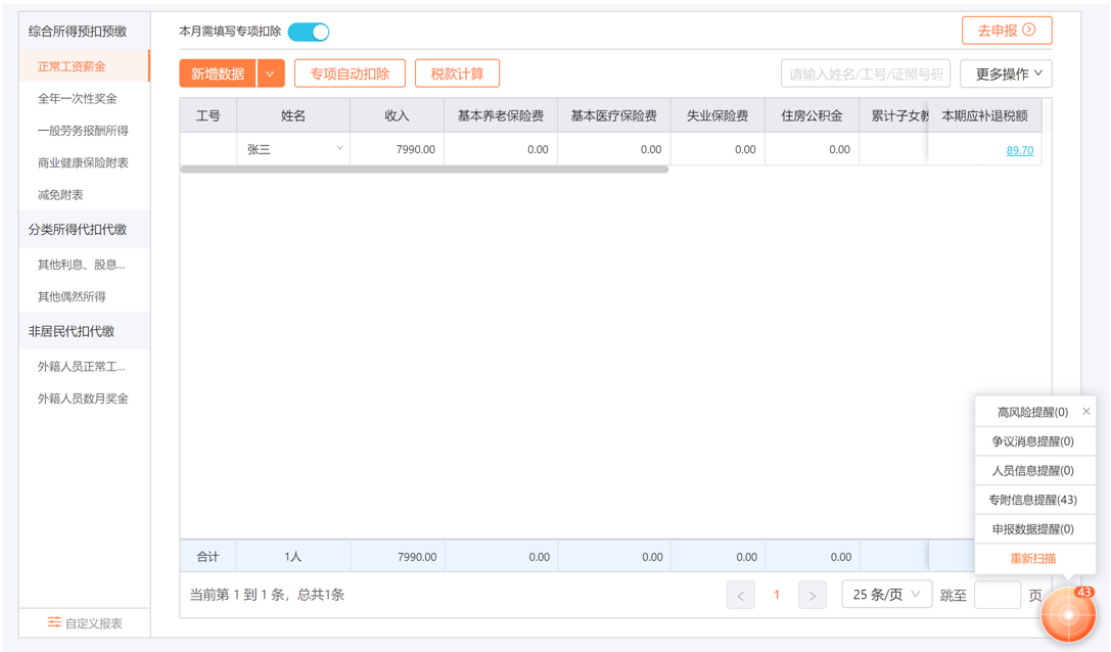 综合所得预扣预缴
正常工资薪金
全年一次性奖金
一般劳务报酬所得
商业健康保险附表
减免附表
分类所得代扣代缴
其他利息、股息...
其他偶然所得
非居民代扣代缴
外籍人员正常工...
外籍人员数月奖金
自定义报表
本月需填写专项扣除
去申报
新增数据 专项自动扣除 税款计算 请输入姓名/工号/证照号码 更多操作
工号 姓名 收入 基本养老保险费 基本医疗保险费 失业保险费 住房公积金 累计子女教 本期应补退税额
张三 7990.00 0.00 0.00 0.00 0.00 89.70
合计 1人 7990.00 0.00 0.00 0.00 0.00
当前第 1 到 1 条，总共1条 < 1 > 25 条/页 跳至 页
高风险提醒(0) ×
争议消息提醒(0)
人员信息提醒(0)
专附信息提醒(43)
申报数据提醒(0)
重新扫描
43